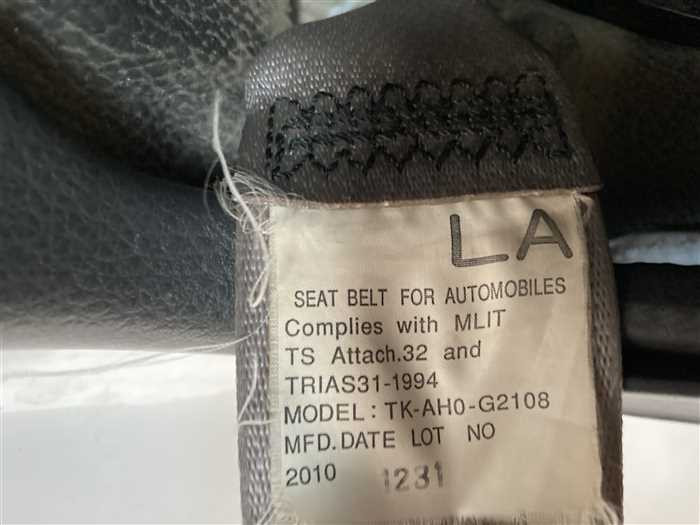 LA
SEAT BELT FOR AUTOMOBILES
Complies with MLIT
TS Attach.32 and
TRIAS31-1994
MODEL: TK-AH0-G2108
MFD.DATE LOT NO
2010 1231